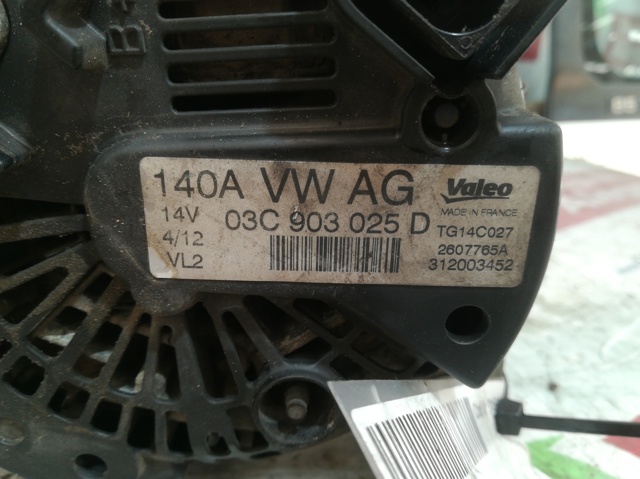 B+
140A VW AG Valeo
14V 03C 903 025 D MADE IN FRANCE
4/12 TG14C027
VL2 2607765A
312003452